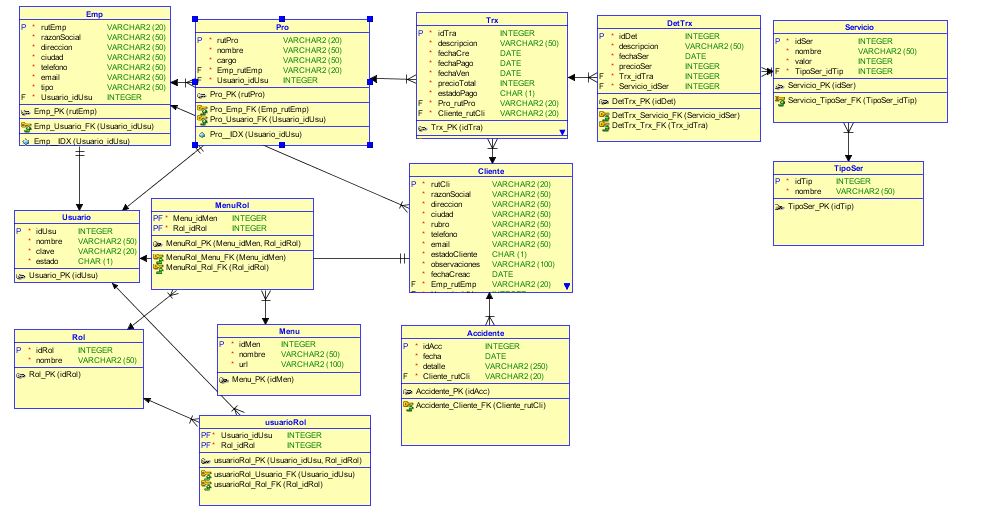 Emp
P * rutEmp VARCHAR2 (20)
* razonSocial VARCHAR2 (50)
* direccion VARCHAR2 (50)
* ciudad VARCHAR2 (50)
* telefono VARCHAR2 (50)
* email VARCHAR2 (50)
* tipo VARCHAR2 (50)
F * Usuario_idUsu INTEGER
Emp_PK (rutEmp)
Emp_Usuario_FK (Usuario_idUsu)
Emp__IDX (Usuario_idUsu)
Pro
P * rutPro VARCHAR2 (20)
* nombre VARCHAR2 (50)
* cargo VARCHAR2 (50)
F * Emp_rutEmp VARCHAR2 (20)
F * Usuario_idUsu INTEGER
Pro_PK (rutPro)
Pro_Emp_FK (Emp_rutEmp)
Pro_Usuario_FK (Usuario_idUsu)
Pro__IDX (Usuario_idUsu)
Trx
P * idTra INTEGER
* descripcion VARCHAR2 (50)
* fechaCre DATE
* fechaPago DATE
* fechaVen DATE
* precioTotal INTEGER
* estadoPago CHAR (1)
F * Pro_rutPro VARCHAR2 (20)
F * Cliente_rutCli VARCHAR2 (20)
Trx_PK (idTra)
DetTrx
P * idDet INTEGER
* descripcion VARCHAR2 (50)
* fechaSer DATE
* precioSer INTEGER
F * Trx_idTra INTEGER
F * Servicio_idSer INTEGER
DetTrx_PK (idDet)
DetTrx_Servicio_FK (Servicio_idSer)
DetTrx_Trx_FK (Trx_idTra)
Servicio
P * idSer INTEGER
* nombre VARCHAR2 (50)
* valor INTEGER
F * TipoSer_idTip INTEGER
Servicio_PK (idSer)
Servicio_TipoSer_FK (TipoSer_idTip)
TipoSer
P * idTip INTEGER
* nombre VARCHAR2 (50)
TipoSer_PK (idTip)
Cliente
P * rutCli VARCHAR2 (20)
* razonSocial VARCHAR2 (50)
* direccion VARCHAR2 (50)
* ciudad VARCHAR2 (50)
* rubro VARCHAR2 (50)
* telefono VARCHAR2 (50)
* email VARCHAR2 (50)
* estadoCliente CHAR (1)
* observaciones VARCHAR2 (100)
* fechaCreac DATE
F * Emp_rutEmp VARCHAR2 (20)
Usuario
P * idUsu INTEGER
* nombre VARCHAR2 (50)
* clave VARCHAR2 (20)
* estado CHAR (1)
Usuario_PK (idUsu)
MenuRol
PF * Menu_idMen INTEGER
PF * Rol_idRol INTEGER
MenuRol_PK (Menu_idMen, Rol_idRol)
MenuRol_Menu_FK (Menu_idMen)
MenuRol_Rol_FK (Rol_idRol)
Rol
P * idRol INTEGER
* nombre VARCHAR2 (50)
Rol_PK (idRol)
Menu
P * idMen INTEGER
* nombre VARCHAR2 (50)
* url VARCHAR2 (100)
Menu_PK (idMen)
Accidente
P * idAcc INTEGER
* fecha DATE
* detalle VARCHAR2 (250)
F * Cliente_rutCli VARCHAR2 (20)
Accidente_PK (idAcc)
Accidente_Cliente_FK (Cliente_rutCli)
usuarioRol
PF * Usuario_idUsu INTEGER
PF * Rol_idRol INTEGER
usuarioRol_PK (Usuario_idUsu, Rol_idRol)
usuarioRol_Usuario_FK (Usuario_idUsu)
usuarioRol_Rol_FK (Rol_idRol)